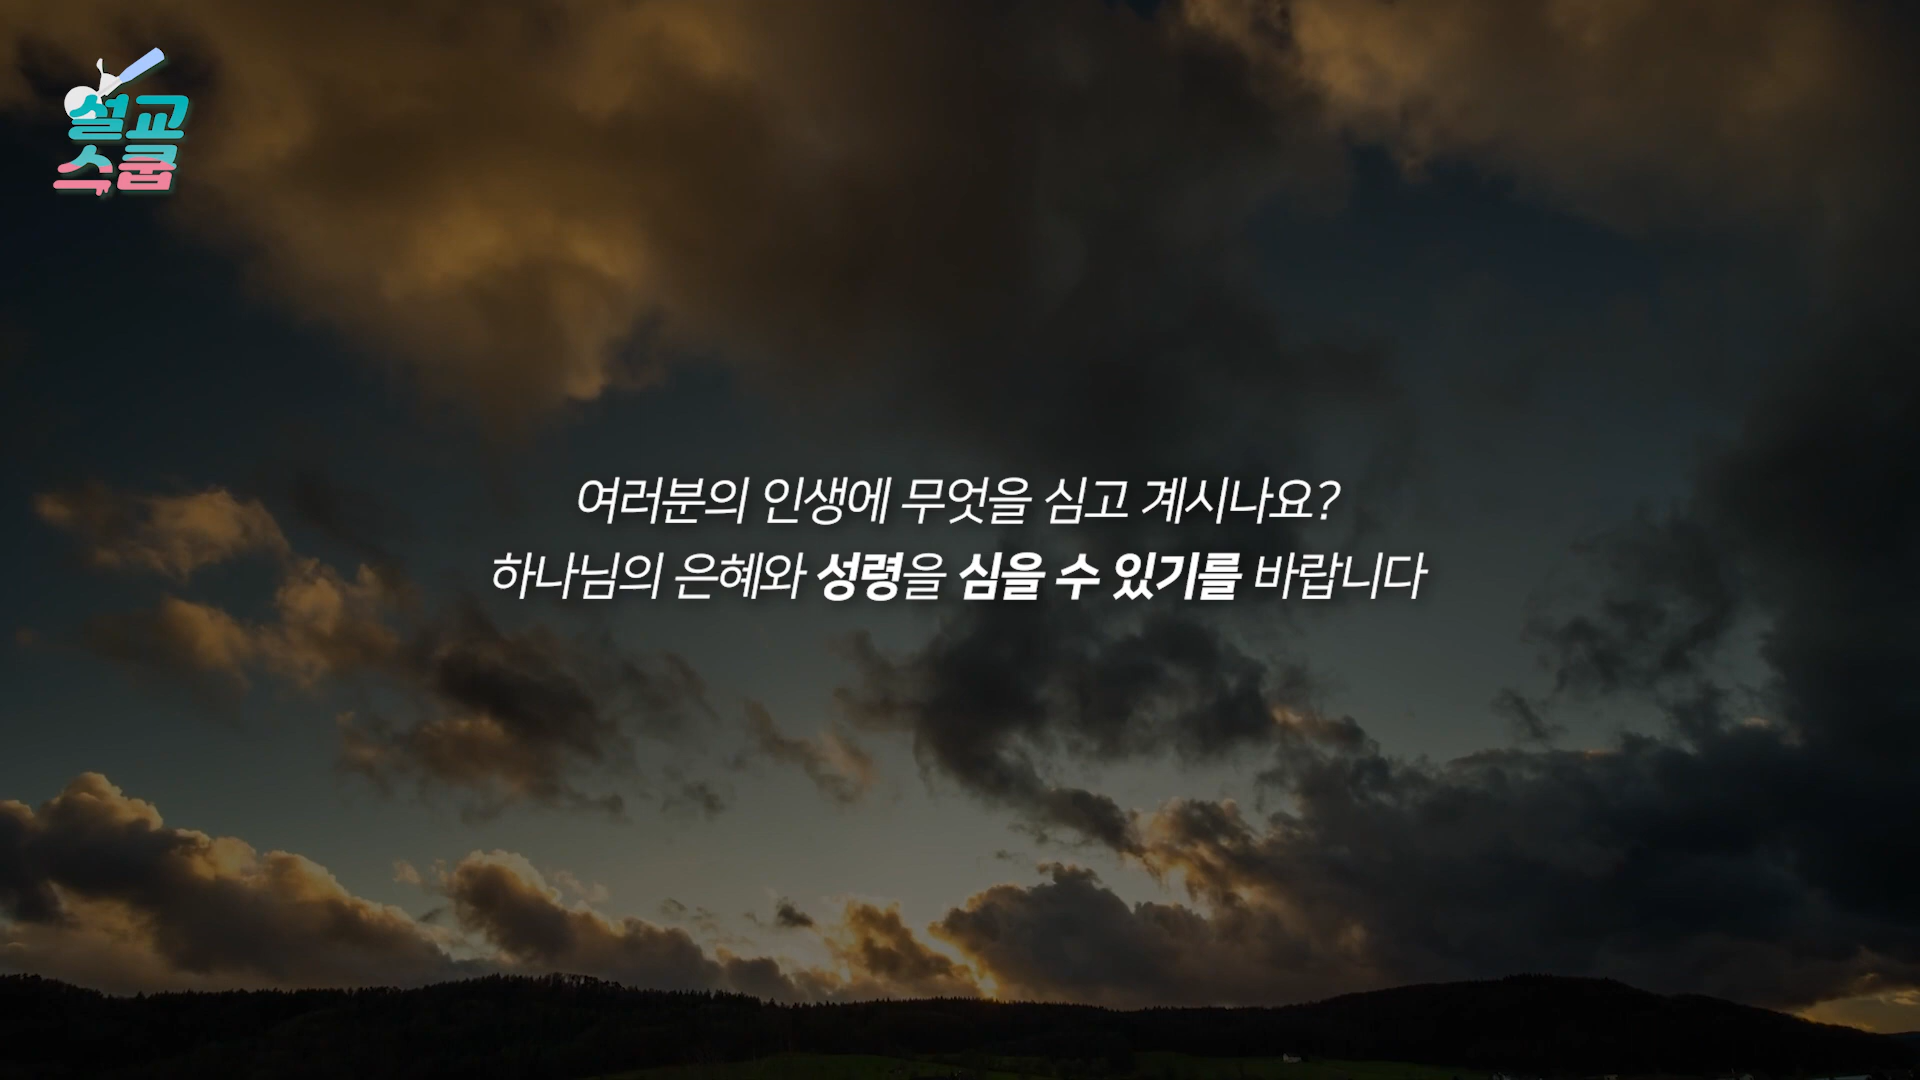 설교
스쿱
여러분의 인생에 무엇을 심고 계시나요?
하나님의 은혜와 성령을 심을 수 있기를 바랍니다